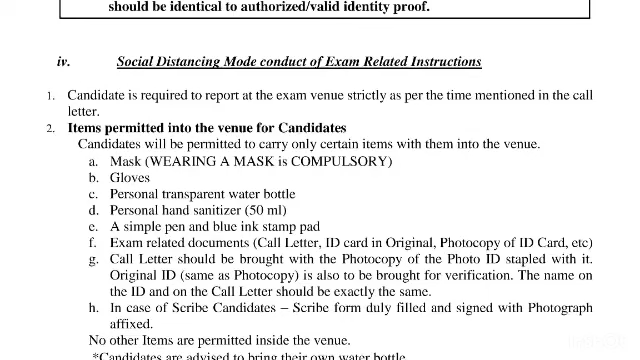 should be identical to authorized/valid identity proof.
iv. Social Distancing Mode conduct of Exam Related Instructions
1. Candidate is required to report at the exam venue strictly as per the time mentioned in the call
letter.
2. Items permitted into the venue for Candidates
Candidates will be permitted to carry only certain items with them into the venue.
a. Mask (WEARING A MASK is COMPULSORY)
b. Gloves
c. Personal transparent water bottle
d. Personal hand sanitizer (50 ml)
e. A simple pen and blue ink stamp pad
f. Exam related documents (Call Letter, ID card in Original, Photocopy of ID Card, etc)
g. Call Letter should be brought with the Photocopy of the Photo ID stapled with it.
Original ID (same as Photocopy) is also to be brought for verification. The name on
the ID and on the Call Letter should be exactly the same.
h. In case of Scribe Candidates – Scribe form duly filled and signed with Photograph
affixed.
No other Items are permitted inside the venue.
*Candidates are advised to bring their own water bottle